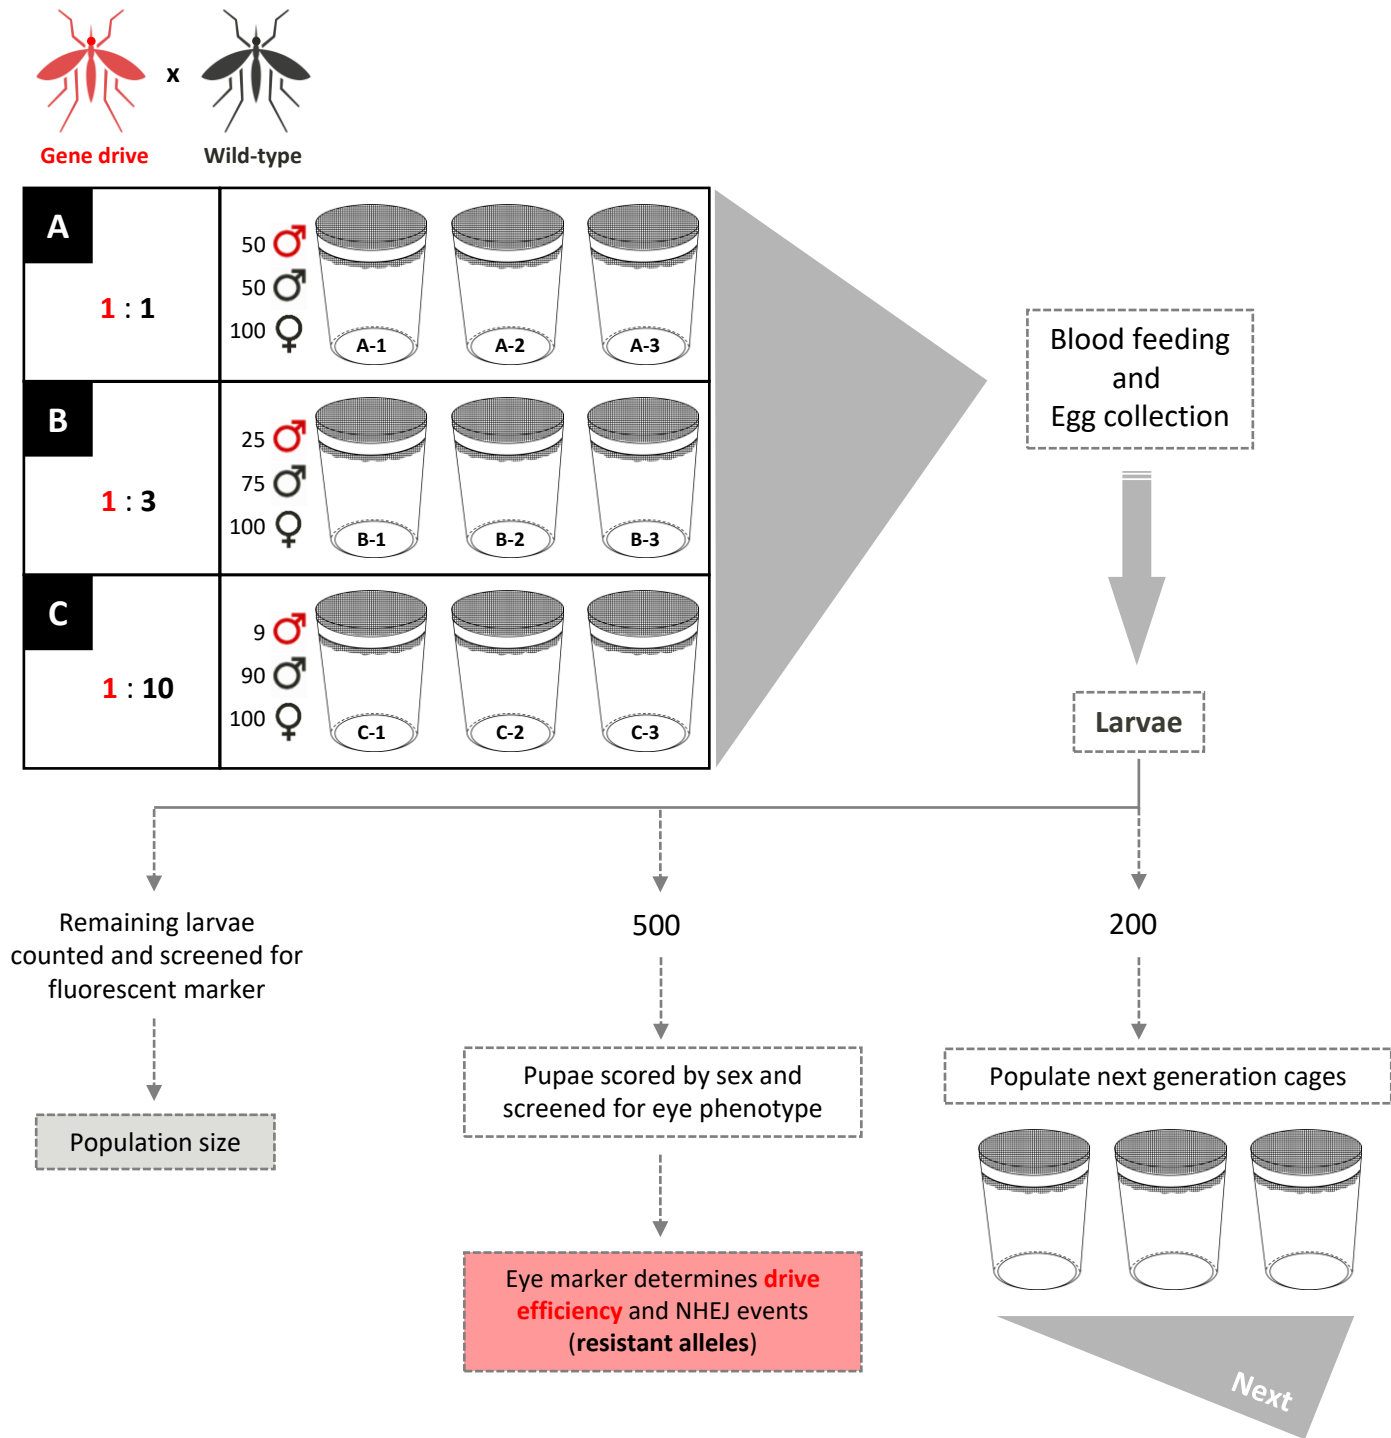 x
Gene drive
Wild-type
A
1 : 1
50
50
100
A-1
A-2
A-3
B
1 : 3
25
75
100
B-1
B-2
B-3
C
1 : 10
9
90
100
C-1
C-2
C-3
Blood feeding
and
Egg collection
Larvae
Remaining larvae
counted and screened for
fluorescent marker
500
200
Population size
Pupae scored by sex and
screened for eye phenotype
Populate next generation cages
Eye marker determines drive
efficiency and NHEJ events
(resistant alleles)
Next